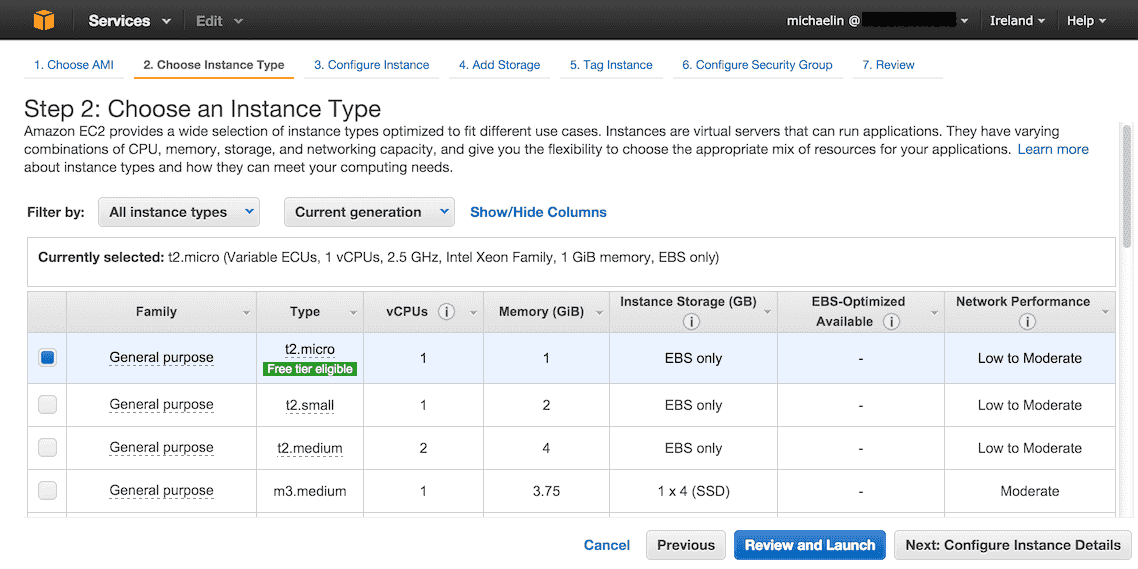 Services Edit michaelin @ Ireland Help
1. Choose AMI 2. Choose Instance Type 3. Configure Instance 4. Add Storage 5. Tag Instance 6. Configure Security Group 7. Review
Step 2: Choose an Instance Type
Amazon EC2 provides a wide selection of instance types optimized to fit different use cases. Instances are virtual servers that can run applications. They have varying
combinations of CPU, memory, storage, and networking capacity, and give you the flexibility to choose the appropriate mix of resources for your applications. Learn more
about instance types and how they can meet your computing needs.
Filter by: All instance types Current generation Show/Hide Columns
Currently selected: t2.micro (Variable ECUs, 1 vCPUs, 2.5 GHz, Intel Xeon Family, 1 GiB memory, EBS only)
Family Type vCPUs i Memory (GiB) Instance Storage (GB) i EBS-Optimized Available i Network Performance i
General purpose t2.micro Free tier eligible 1 1 EBS only - Low to Moderate
General purpose t2.small 1 2 EBS only - Low to Moderate
General purpose t2.medium 2 4 EBS only - Low to Moderate
General purpose m3.medium 1 3.75 1 x 4 (SSD) - Moderate
Cancel Previous Review and Launch Next: Configure Instance Details